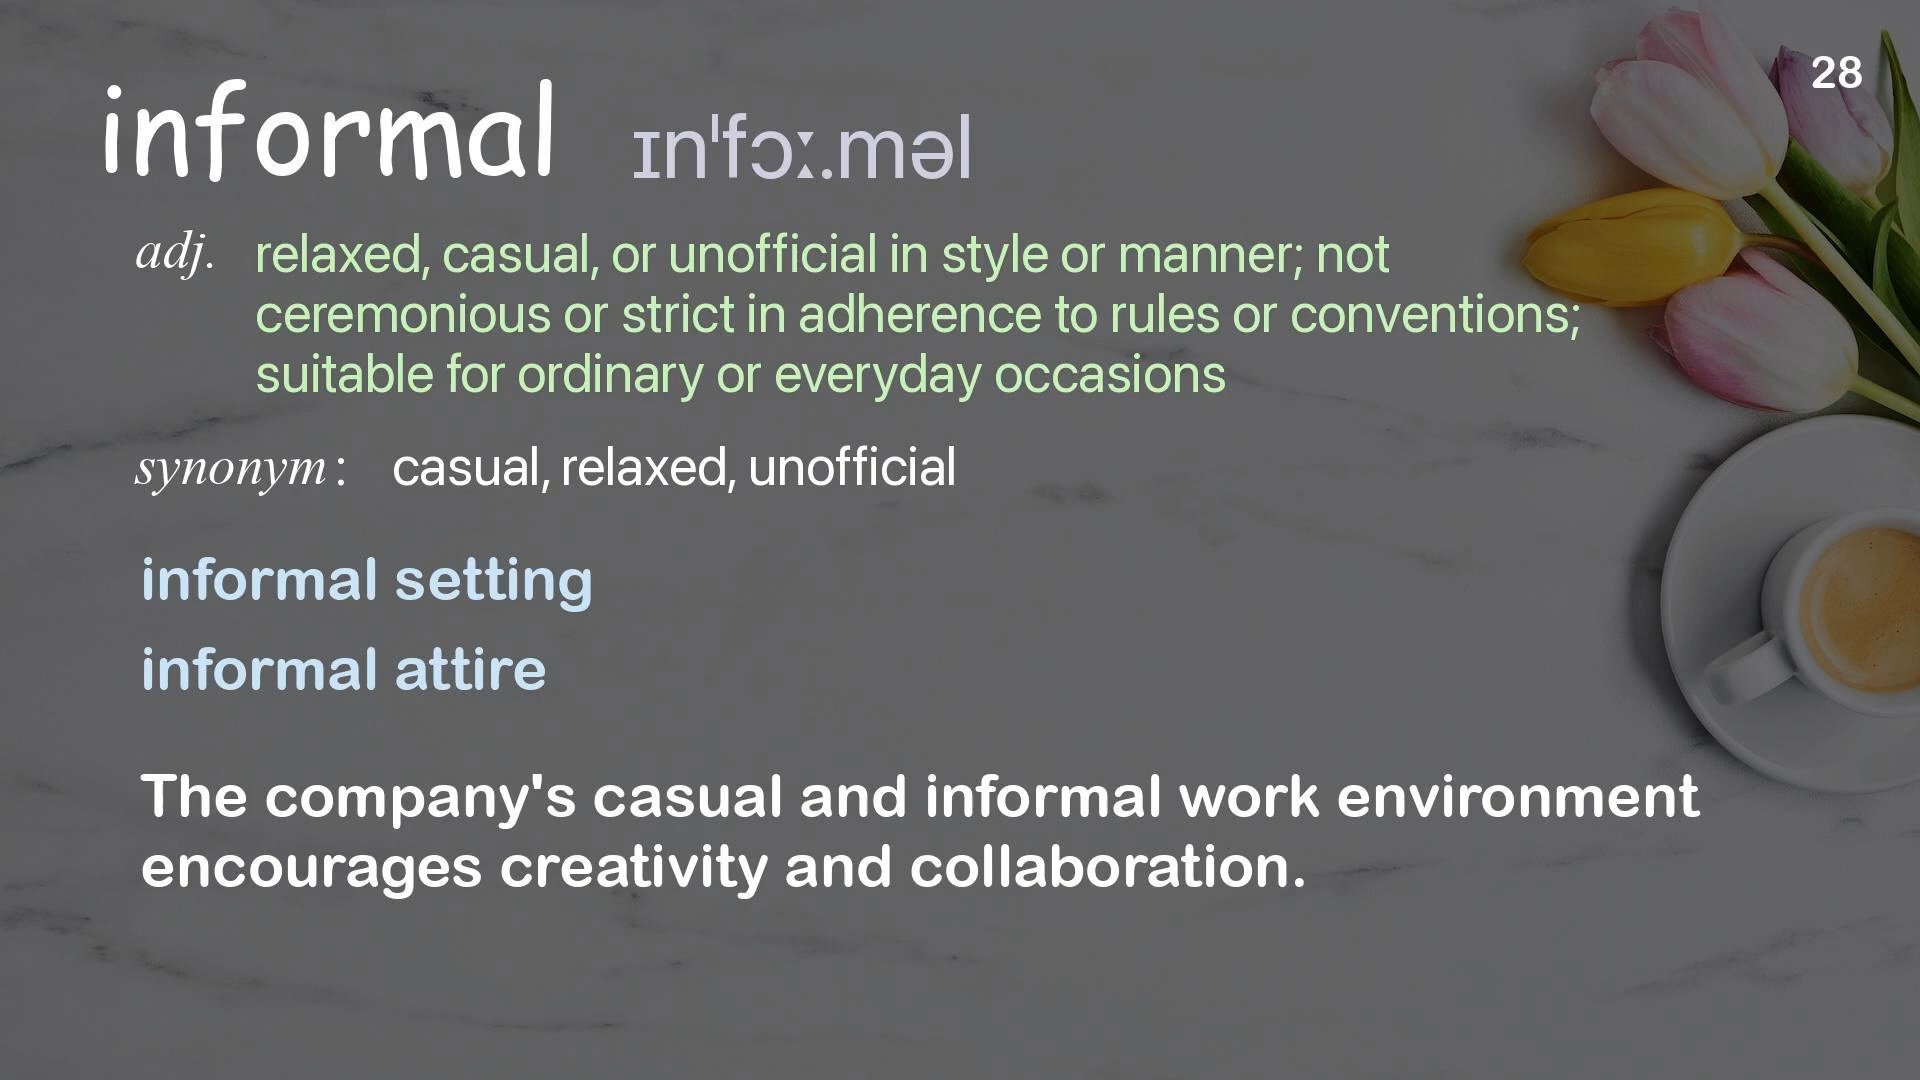 28
informal ɪnˈfɔː.məl
adj. relaxed, casual, or unofficial in style or manner; not
ceremonious or strict in adherence to rules or conventions;
suitable for ordinary or everyday occasions
synonym: casual, relaxed, unofficial
informal setting
informal attire
The company's casual and informal work environment
encourages creativity and collaboration.